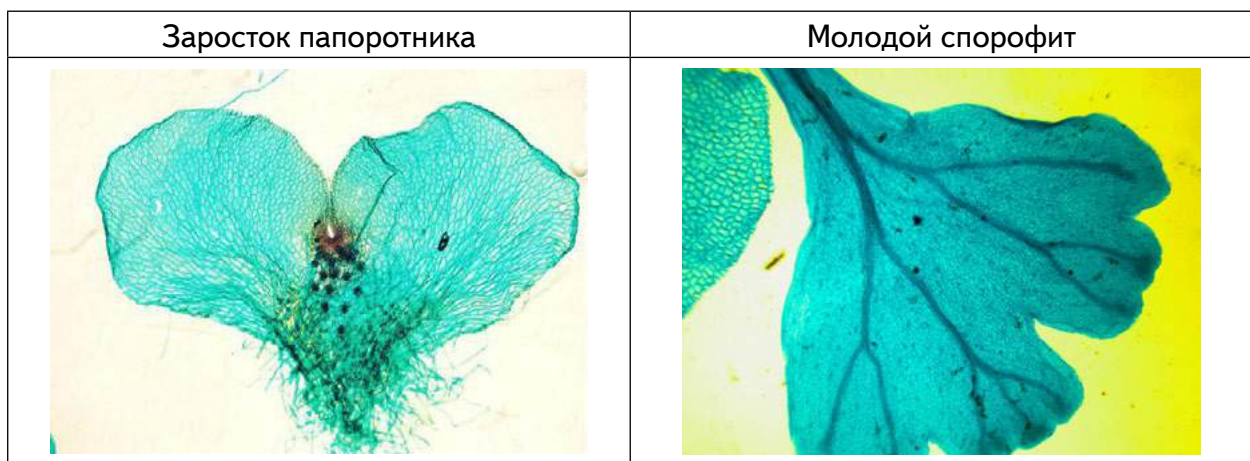 Заросток папоротника
Молодой спорофит